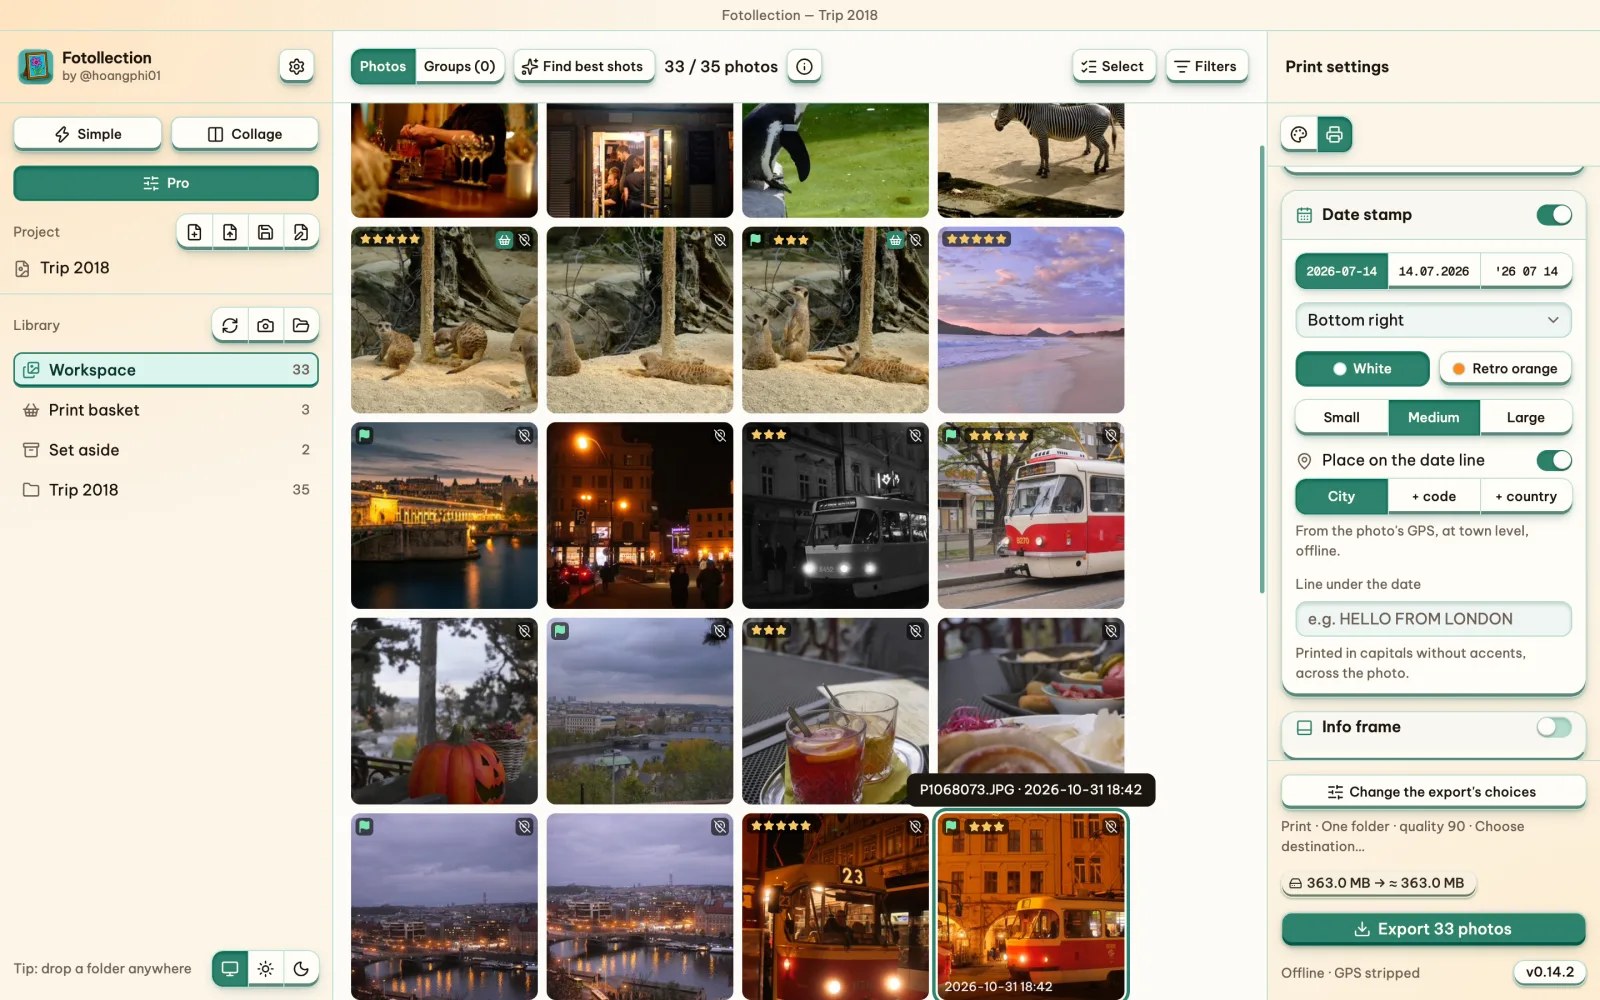 Fotollection — Trip 2018
Fotollection
by @hoangphi01
Simple
Collage
Pro
Project
Trip 2018
Library
Workspace 33
Print basket 3
Set aside 2
Trip 2018 35
Tip: drop a folder anywhere
Photos
Groups (0)
Find best shots
33 / 35 photos
Select
Filters
P1068073.JPG · 2026-10-31 18:42
23
2026-10-31 18:42
Print settings
Date stamp
2026-07-14
14.07.2026
'26 07 14
Bottom right
White
Retro orange
Small
Medium
Large
Place on the date line
City
+ code
+ country
From the photo's GPS, at town level,
offline.
Line under the date
e.g. HELLO FROM LONDON
Printed in capitals without accents,
across the photo.
Info frame
Change the export's choices
Print · One folder · quality 90 · Choose
destination…
363.0 MB → ≈ 363.0 MB
Export 33 photos
Offline · GPS stripped
v0.14.2